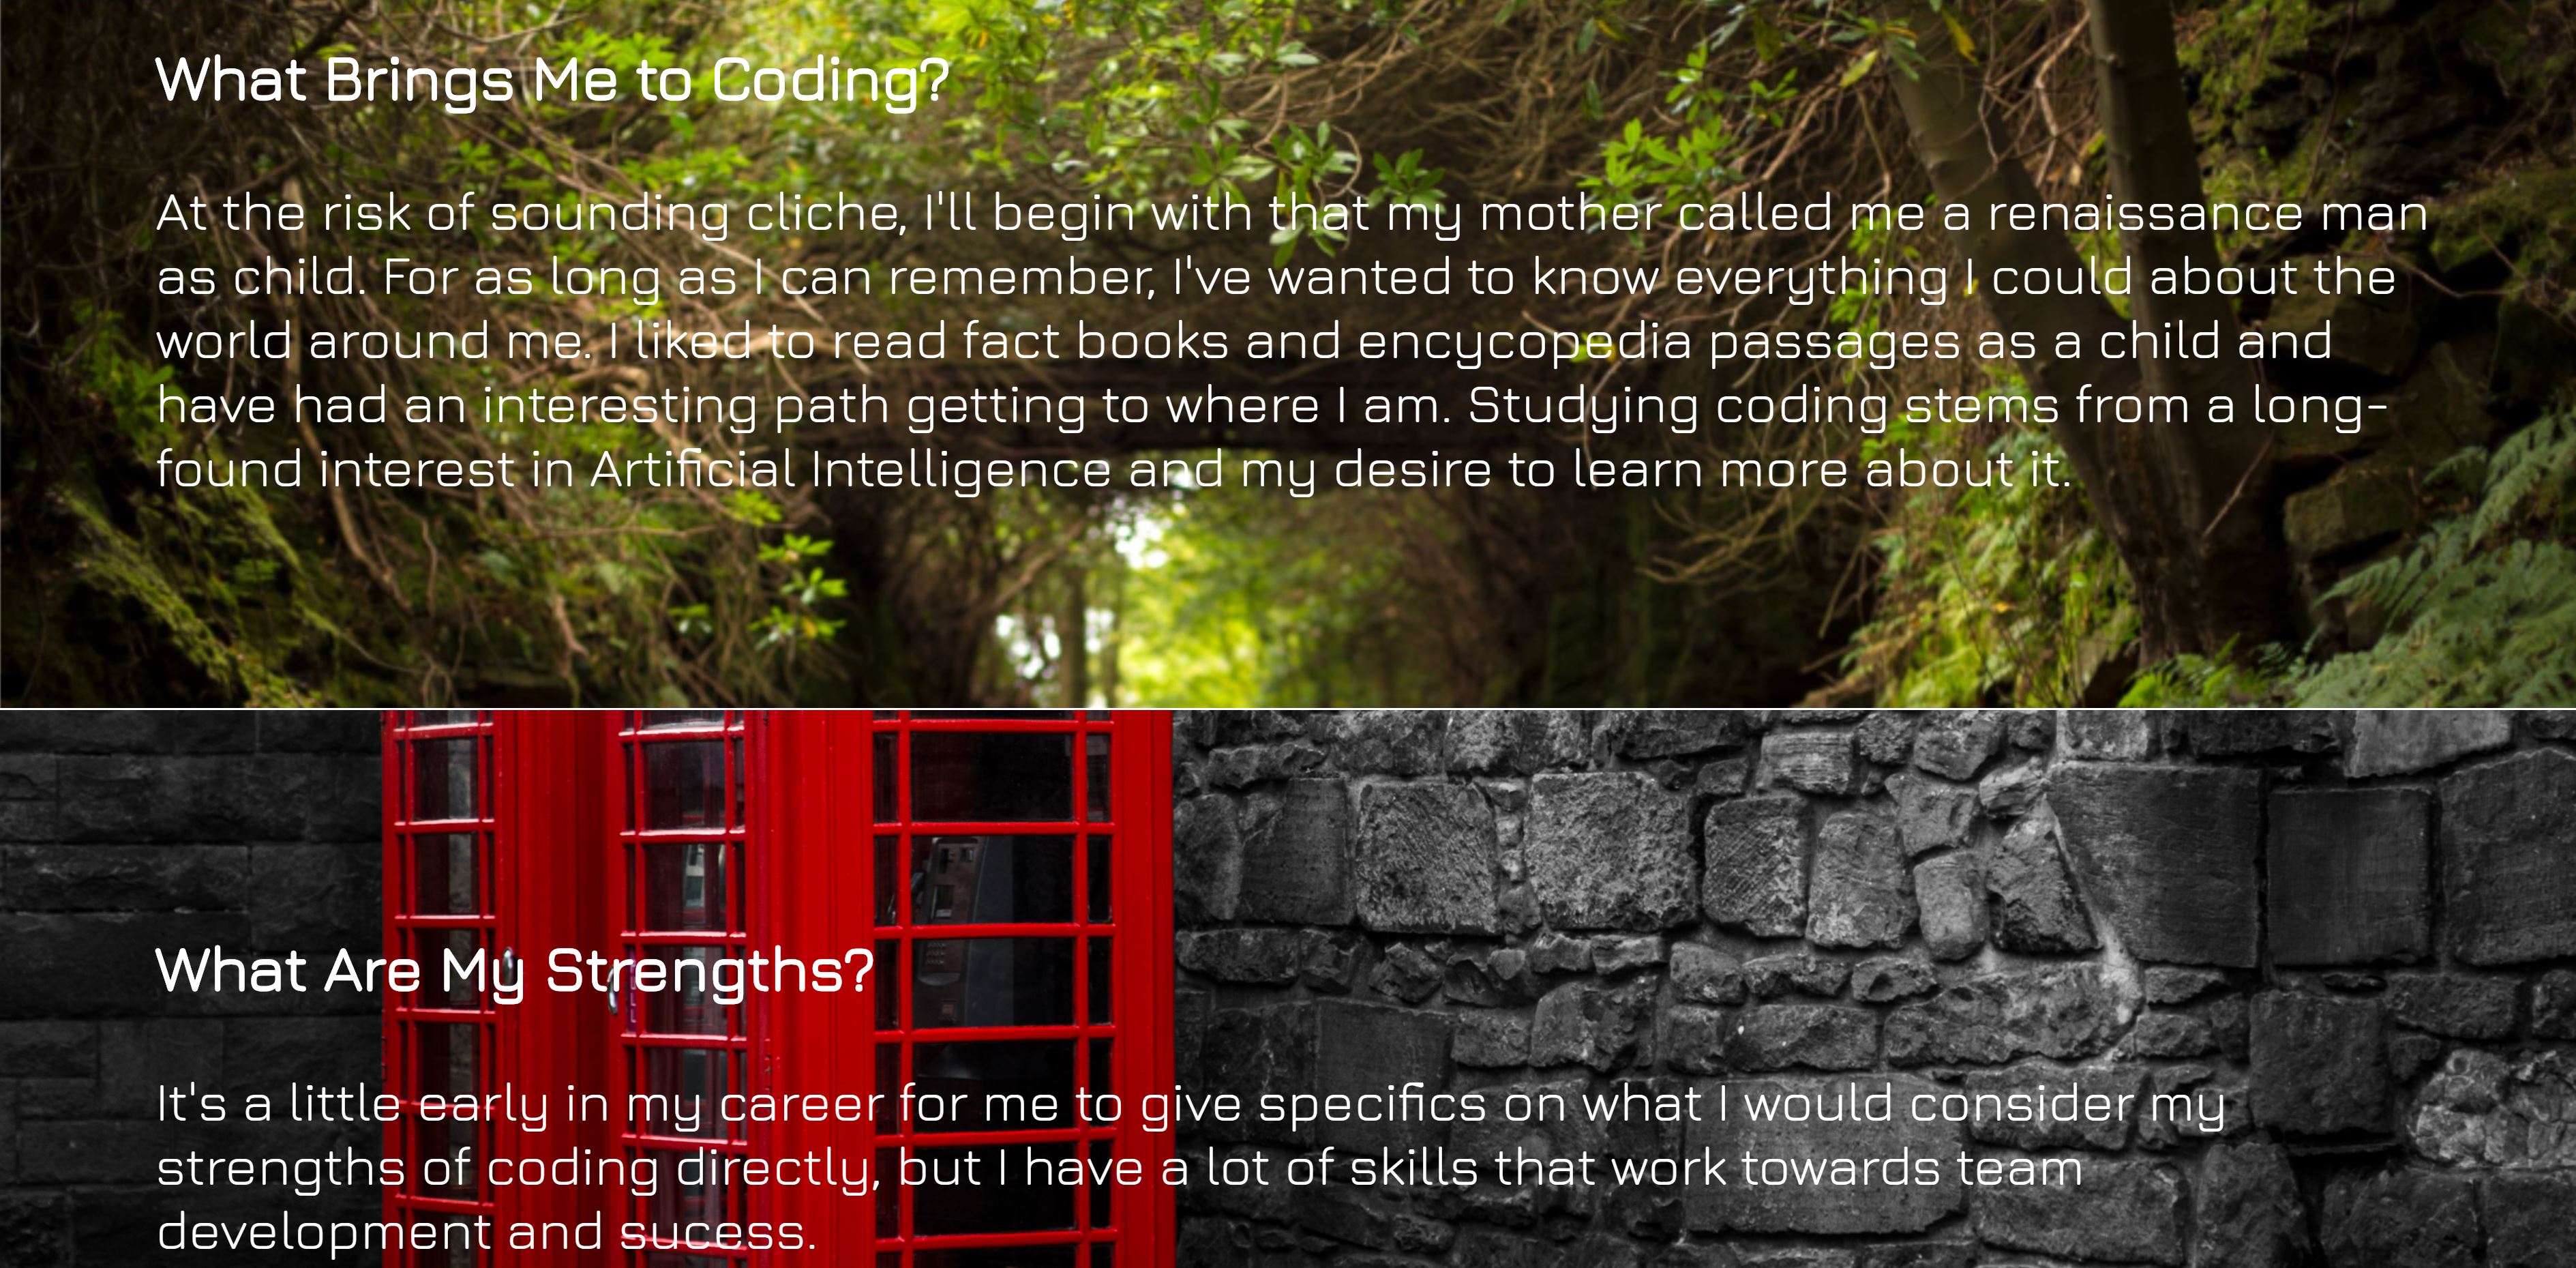 What Brings Me to Coding?
At the risk of sounding cliche, I'll begin with that my mother called me a renaissance man
as child. For as long as I can remember, I've wanted to know everything I could about the
world around me. I liked to read fact books and encycopedia passages as a child and
have had an interesting path getting to where I am. Studying coding stems from a long-
found interest in Artificial Intelligence and my desire to learn more about it.
What Are My Strengths?
It's a little early in my career for me to give specifics on what I would consider my
strengths of coding directly, but I have a lot of skills that work towards team
development and sucess.